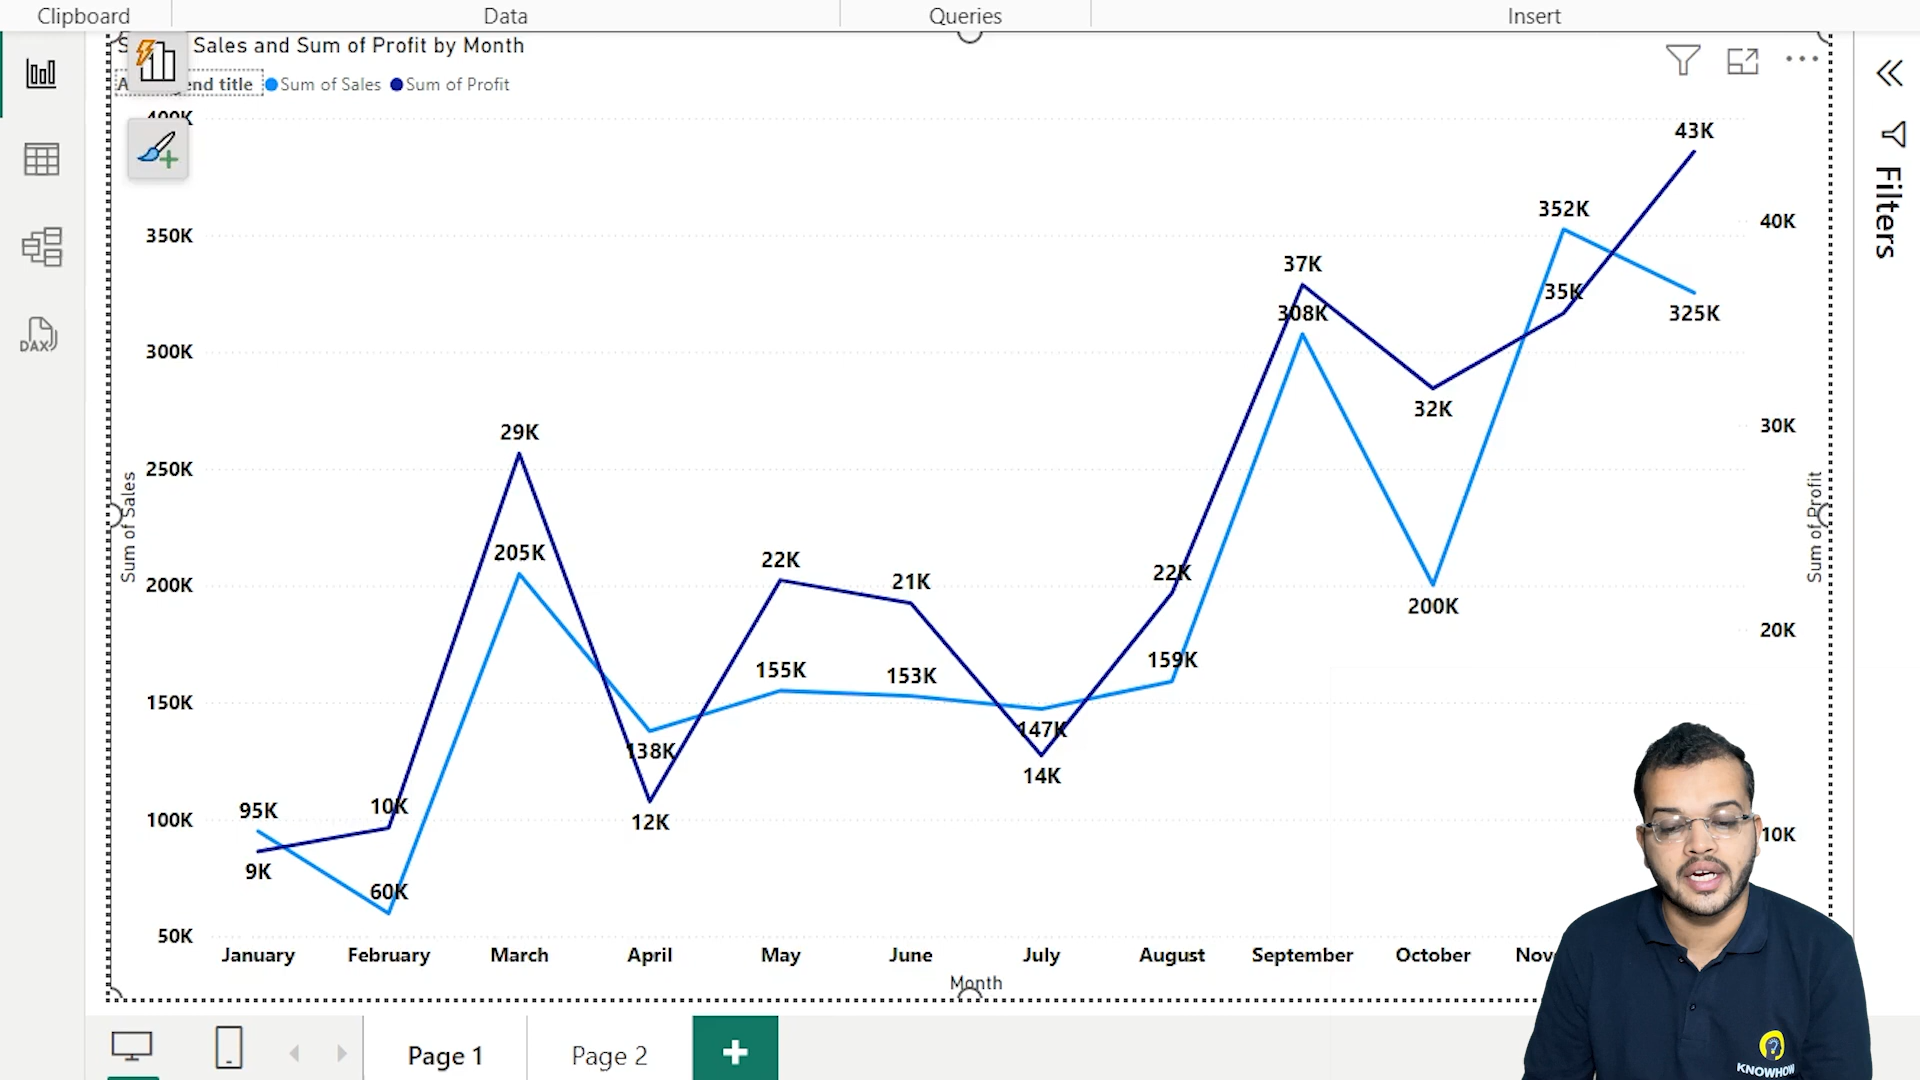 Clipboard
Data
Queries
Insert
Sales and Sum of Profit by Month
end title
Sum of Sales
Sum of Profit
Filters
400K
350K
300K
250K
200K
150K
100K
50K
Sum of Sales
40K
30K
20K
10K
Sum of Profit
43K
352K
37K
35K
308K
325K
32K
29K
205K
22K
21K
22K
200K
155K
153K
159K
147K
138K
14K
12K
95K
10K
9K
60K
January
February
March
April
May
June
July
August
September
October
Month
DAX
Page 1
Page 2
KNOWHOW